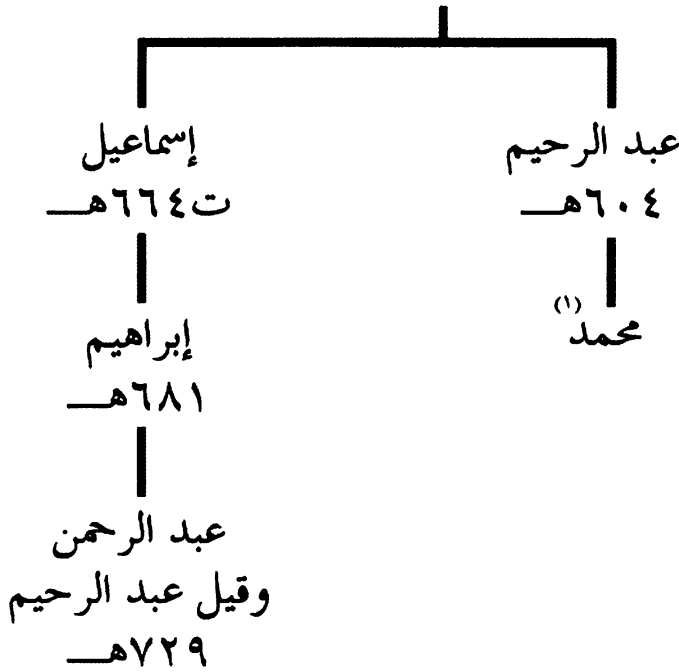 عبد الرحيم
٦٠٤هـ
محمد(١)
إسماعيل
ت٦٦٤هـ
إبراهيم
٦٨١هـ
عبد الرحمن
وقيل عبد الرحيم
٧٢٩هـ